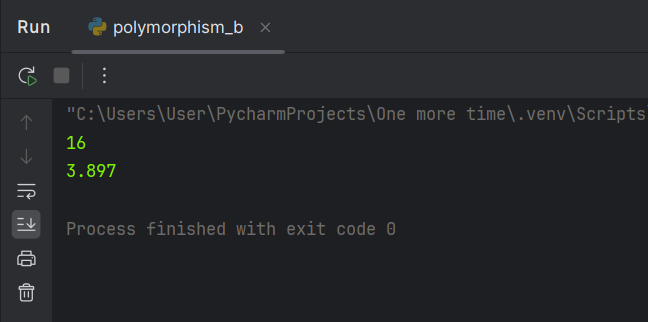 Run polymorphism_b
"C:\Users\User\PycharmProjects\One more time\.venv\Scripts
16
3.897
Process finished with exit code 0